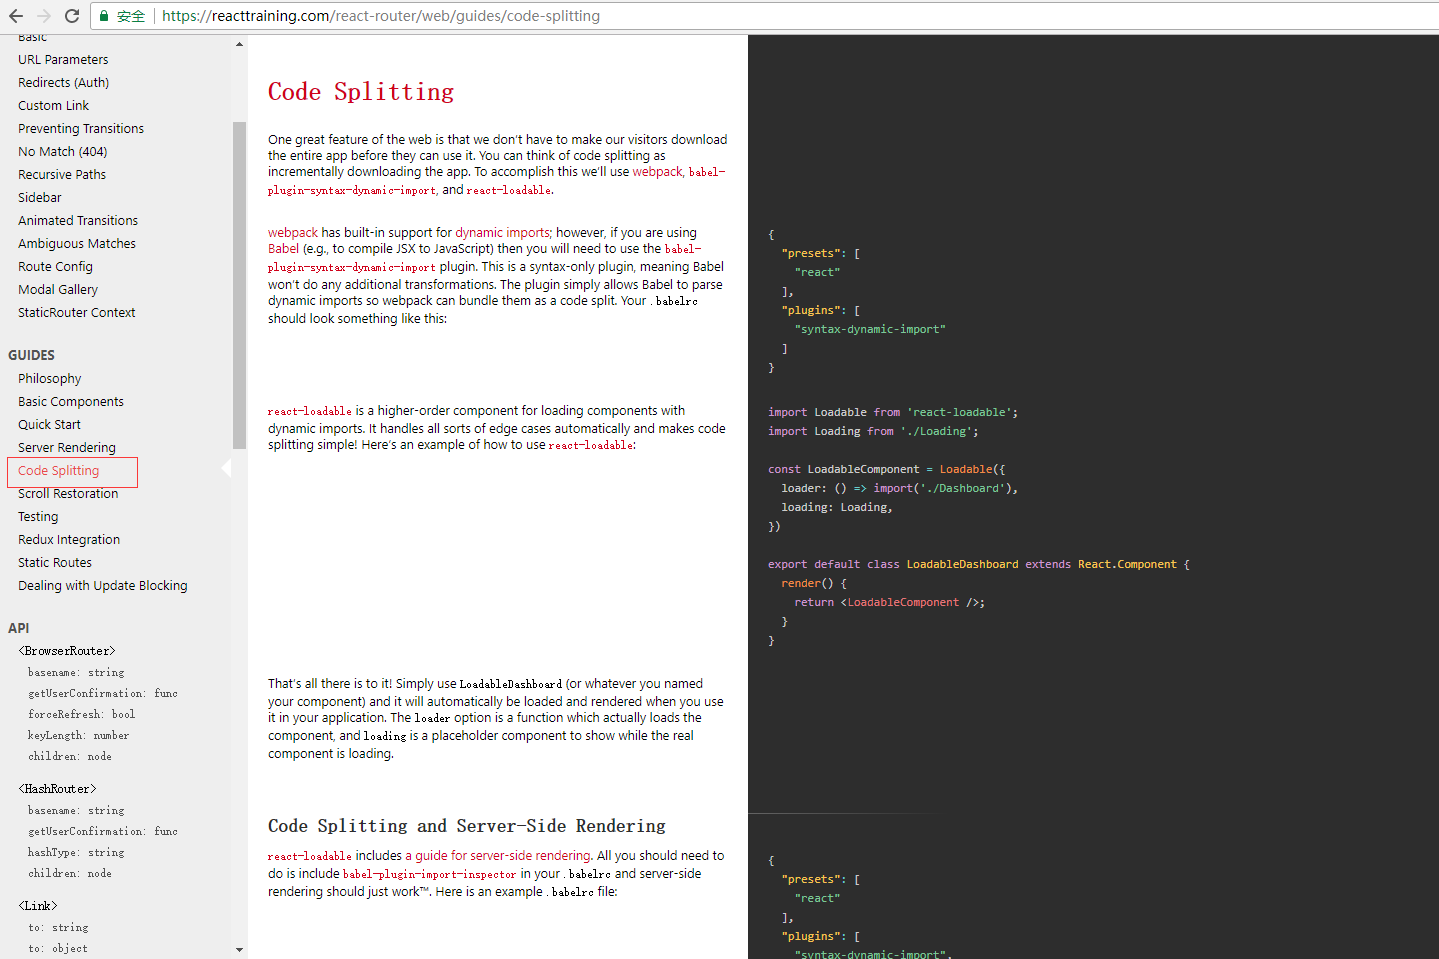 安全 https://reacttraining.com/react-router/web/guides/code-splitting
Basic
URL Parameters
Redirects (Auth)
Custom Link
Preventing Transitions
No Match (404)
Recursive Paths
Sidebar
Animated Transitions
Ambiguous Matches
Route Config
Modal Gallery
StaticRouter Context
GUIDES
Philosophy
Basic Components
Quick Start
Server Rendering
Code Splitting
Scroll Restoration
Testing
Redux Integration
Static Routes
Dealing with Update Blocking
API
<BrowserRouter>
basename: string
getUserConfirmation: func
forceRefresh: bool
keyLength: number
children: node
<HashRouter>
basename: string
getUserConfirmation: func
hashType: string
children: node
<Link>
to: string
to: object
Code Splitting
One great feature of the web is that we don't have to make our visitors download
the entire app before they can use it. You can think of code splitting as
incrementally downloading the app. To accomplish this we'll use webpack, babel-
plugin-syntax-dynamic-import, and react-loadable.
webpack has built-in support for dynamic imports; however, if you are using
Babel (e.g., to compile JSX to JavaScript) then you will need to use the babel-
plugin-syntax-dynamic-import plugin. This is a syntax-only plugin, meaning Babel
won't do any additional transformations. The plugin simply allows Babel to parse
dynamic imports so webpack can bundle them as a code split. Your .babelrc
should look something like this:
{
"presets": [
"react"
],
"plugins": [
"syntax-dynamic-import"
]
}
react-loadable is a higher-order component for loading components with
dynamic imports. It handles all sorts of edge cases automatically and makes code
splitting simple! Here's an example of how to use react-loadable:
import Loadable from 'react-loadable';
import Loading from './Loading';
const LoadableComponent = Loadable({
loader: () => import('./Dashboard'),
loading: Loading,
})
export default class LoadableDashboard extends React.Component {
render() {
return <LoadableComponent />;
}
}
That's all there is to it! Simply use LoadableDashboard (or whatever you named
your component) and it will automatically be loaded and rendered when you use
it in your application. The loader option is a function which actually loads the
component, and loading is a placeholder component to show while the real
component is loading.
Code Splitting and Server-Side Rendering
react-loadable includes a guide for server-side rendering. All you should need to
do is include babel-plugin-import-inspector in your .babelrc and server-side
rendering should just work™. Here is an example .babelrc file:
{
"presets": [
"react"
],
"plugins": [
"syntax-dynamic-import",